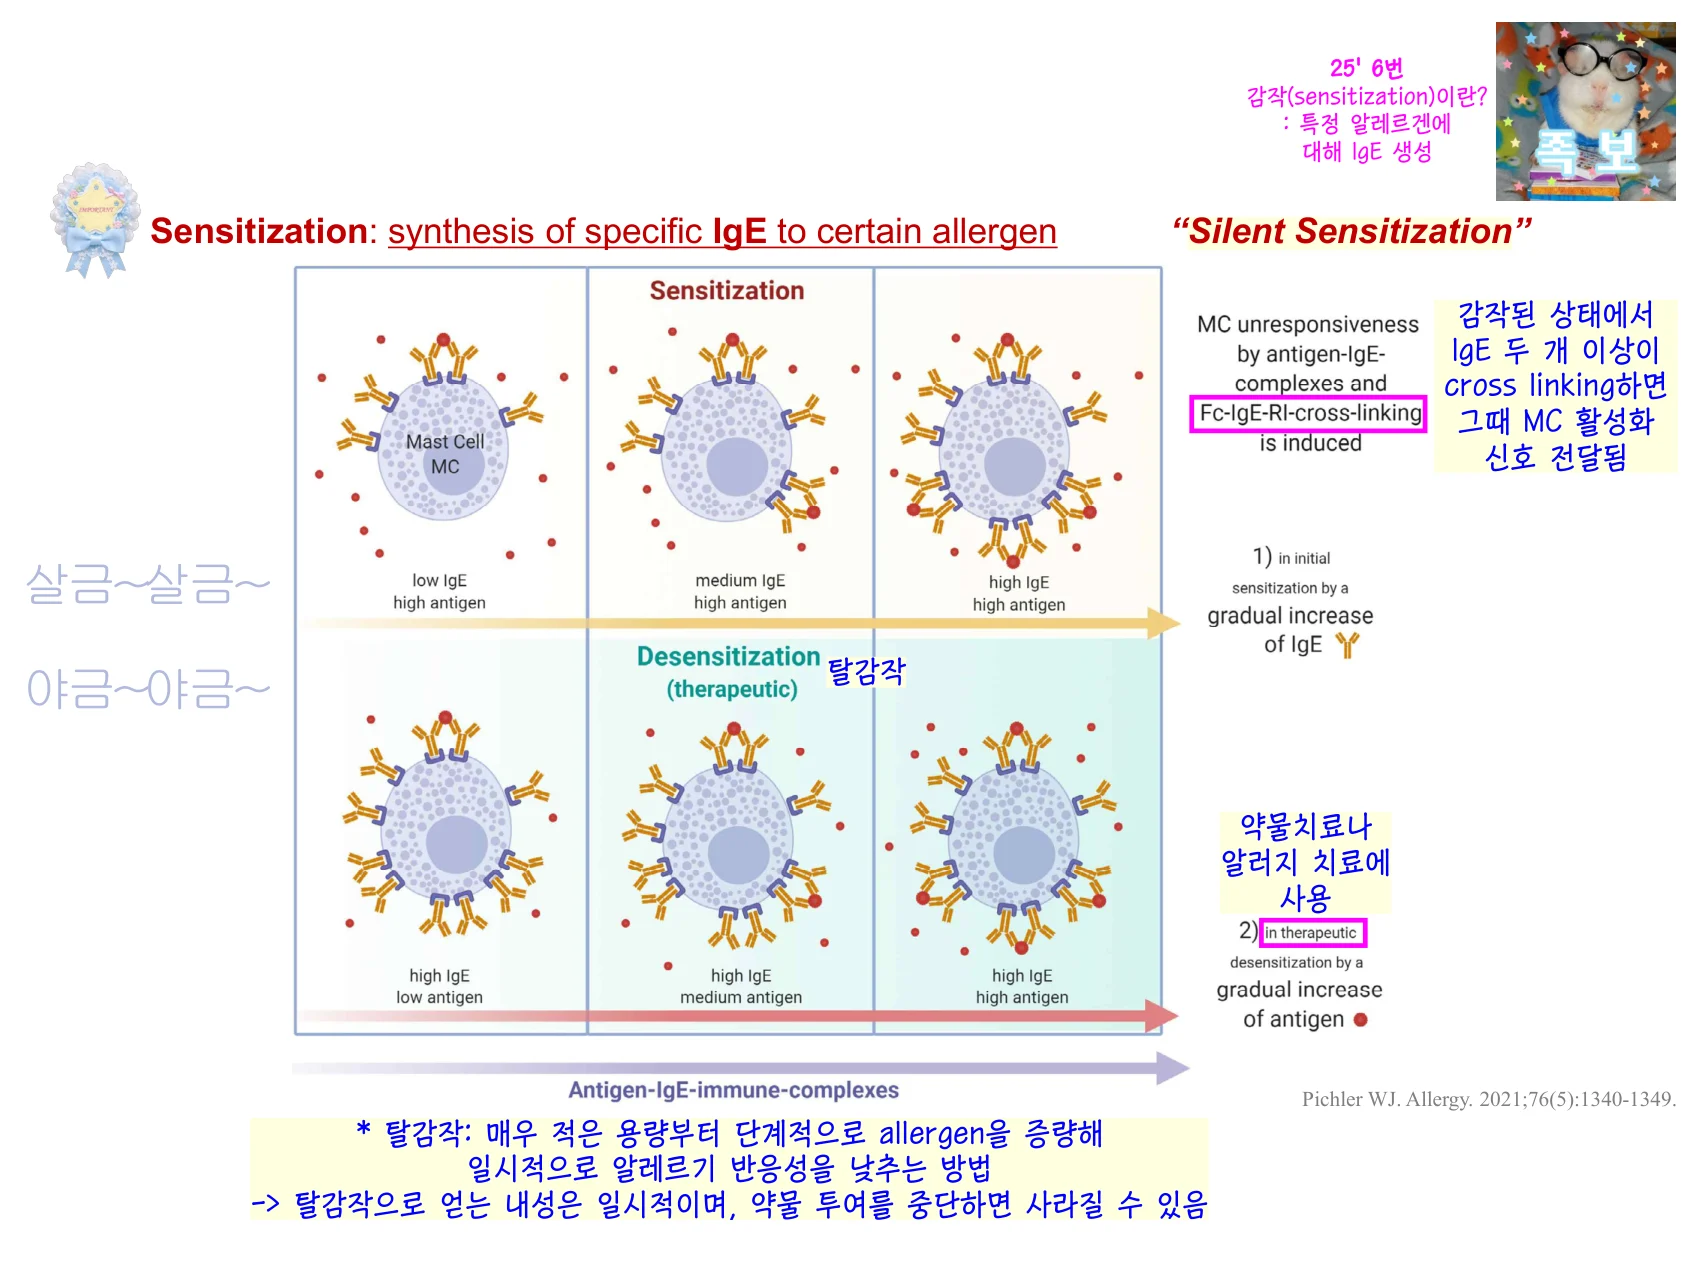 25' 6번
감작(sensitization)이란?
: 특정 알레르겐에
대해 IgE 생성
족보
IMPORTANT
Sensitization: synthesis of specific IgE to certain allergen
“Silent Sensitization”
Sensitization
Mast Cell
MC
low IgE
high antigen
medium IgE
high antigen
high IgE
high antigen
MC unresponsiveness
by antigen-IgE-
complexes and
Fc-IgE-RI-cross-linking
is induced
감작된 상태에서
IgE 두 개 이상이
cross linking하면
그때 MC 활성화
신호 전달됨
1) in initial
sensitization by a
gradual increase
of IgE
살금~살금~
야금~야금~
Desensitization
(therapeutic)
탈감작
high IgE
low antigen
high IgE
medium antigen
high IgE
high antigen
약물치료나
알러지 치료에
사용
2) in therapeutic
desensitization by a
gradual increase
of antigen
Antigen-IgE-immune-complexes
Pichler WJ. Allergy. 2021;76(5):1340-1349.
* 탈감작: 매우 적은 용량부터 단계적으로 allergen을 증량해
일시적으로 알레르기 반응성을 낮추는 방법
-> 탈감작으로 얻는 내성은 일시적이며, 약물 투여를 중단하면 사라질 수 있음